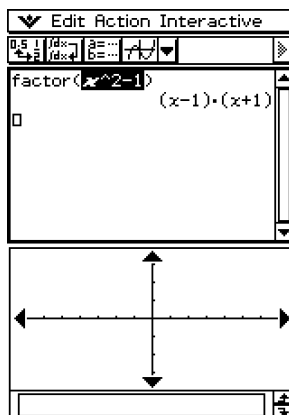 Edit Action Interactive
factor(x^2-1)
(x-1)·(x+1)